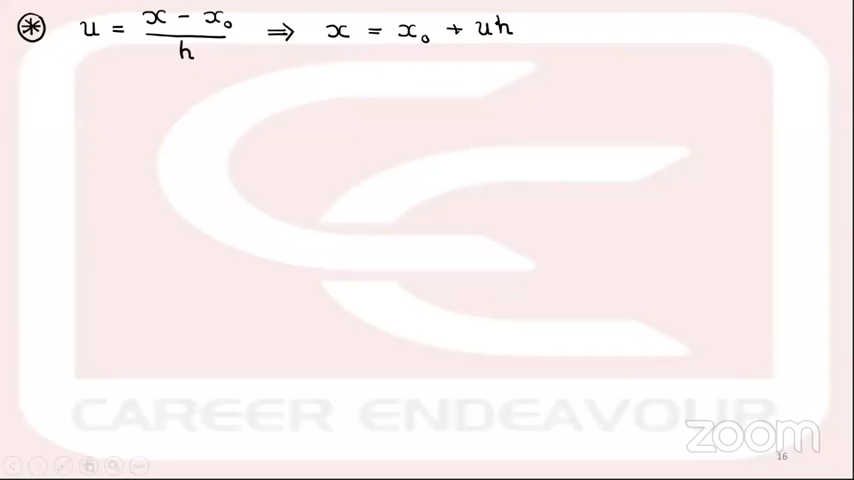 ⊛ u = (x - x₀)/h ⇒ x = x₀ + uh
CAREER ENDEAVOUR
zoom
16